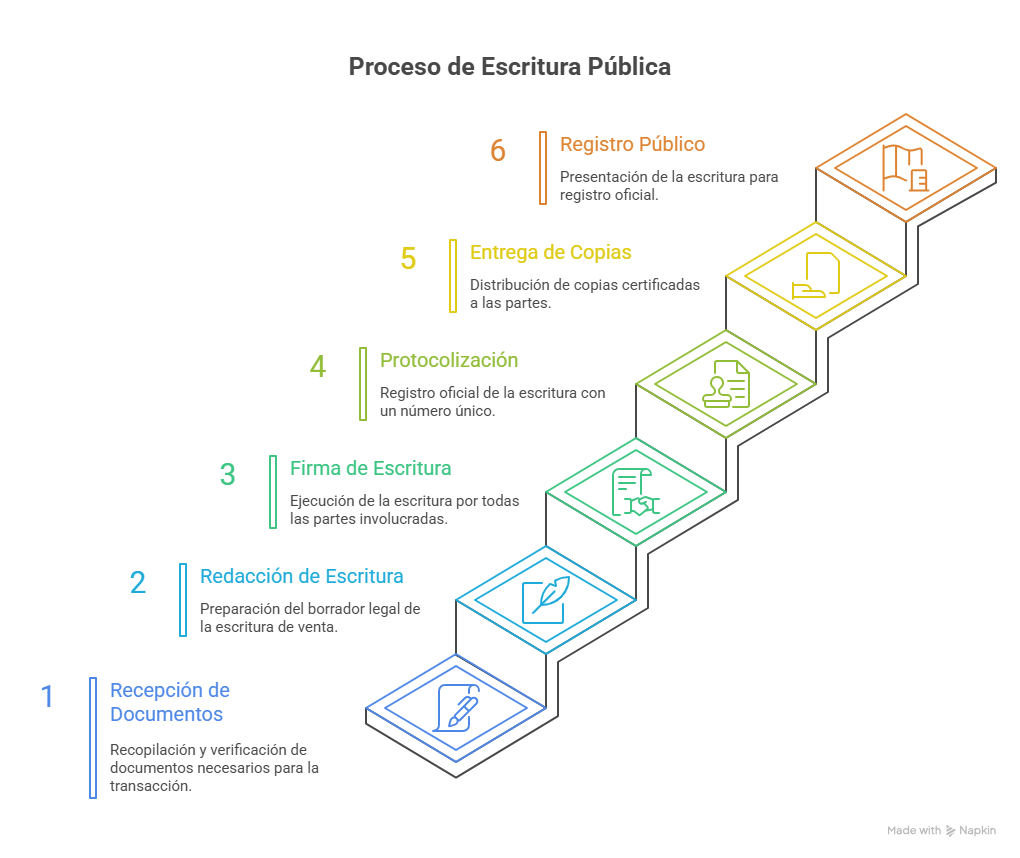 Proceso de Escritura Pública
6
Registro Público
Presentación de la escritura para
registro oficial.
5
Entrega de Copias
Distribución de copias certificadas
a las partes.
4
Protocolización
Registro oficial de la escritura con
un número único.
3
Firma de Escritura
Ejecución de la escritura por todas
las partes involucradas.
2
Redacción de Escritura
Preparación del borrador legal de
la escritura de venta.
1
Recepción de
Documentos
Recopilación y verificación de
documentos necesarios para la
transacción.
Made with Napkin